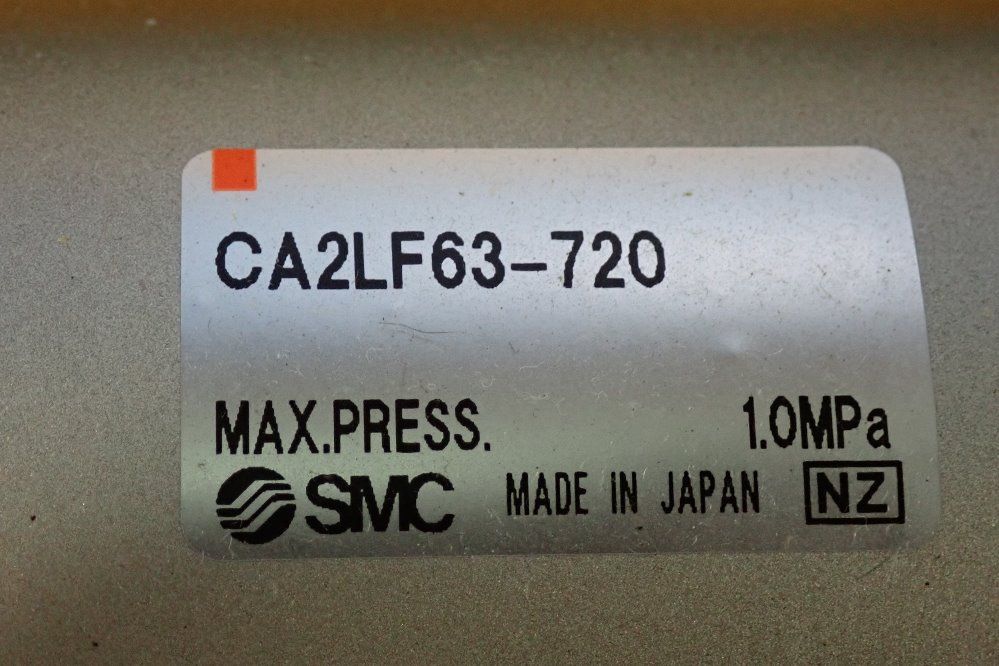 CA2LF63-720
MAX.PRESS. 1.0MPa
SMC MADE IN JAPAN NZ